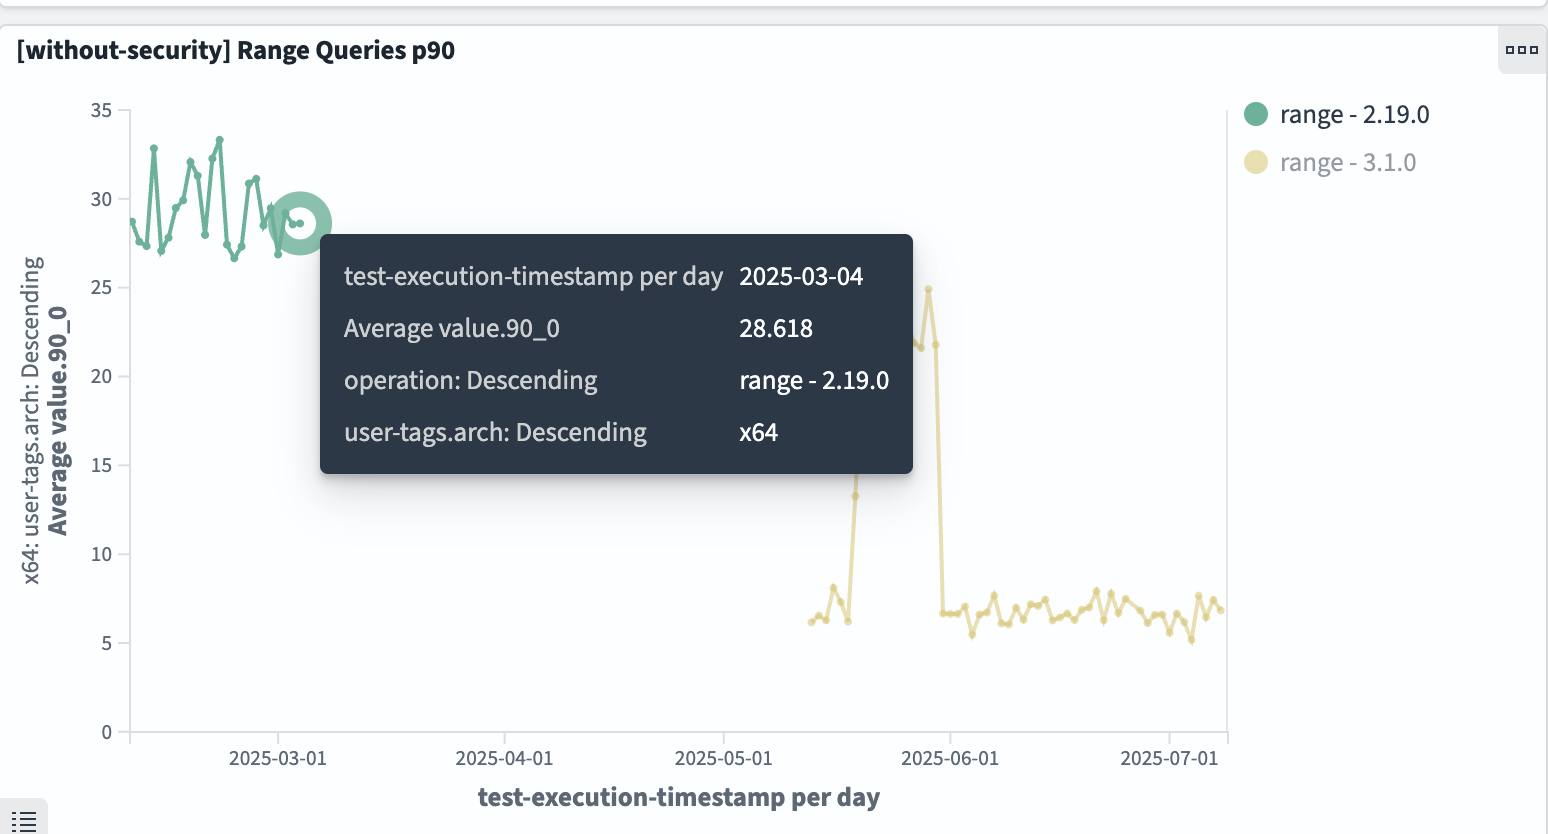 [without-security] Range Queries p90
35
30
25
20
15
10
5
0
x64: user-tags.arch: Descending
Average value.90_0
range - 2.19.0
range - 3.1.0
test-execution-timestamp per day 2025-03-04
Average value.90_0 28.618
operation: Descending range - 2.19.0
user-tags.arch: Descending x64
2025-03-01 2025-04-01 2025-05-01 2025-06-01 2025-07-01
test-execution-timestamp per day